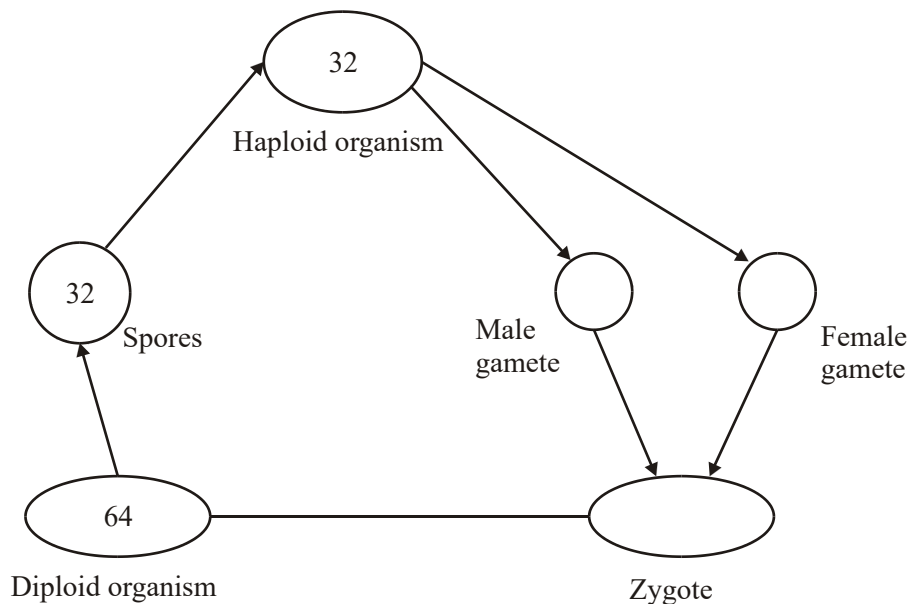 32
Haploid organism
32
Spores
Male
gamete
Female
gamete
64
Diploid organism
Zygote